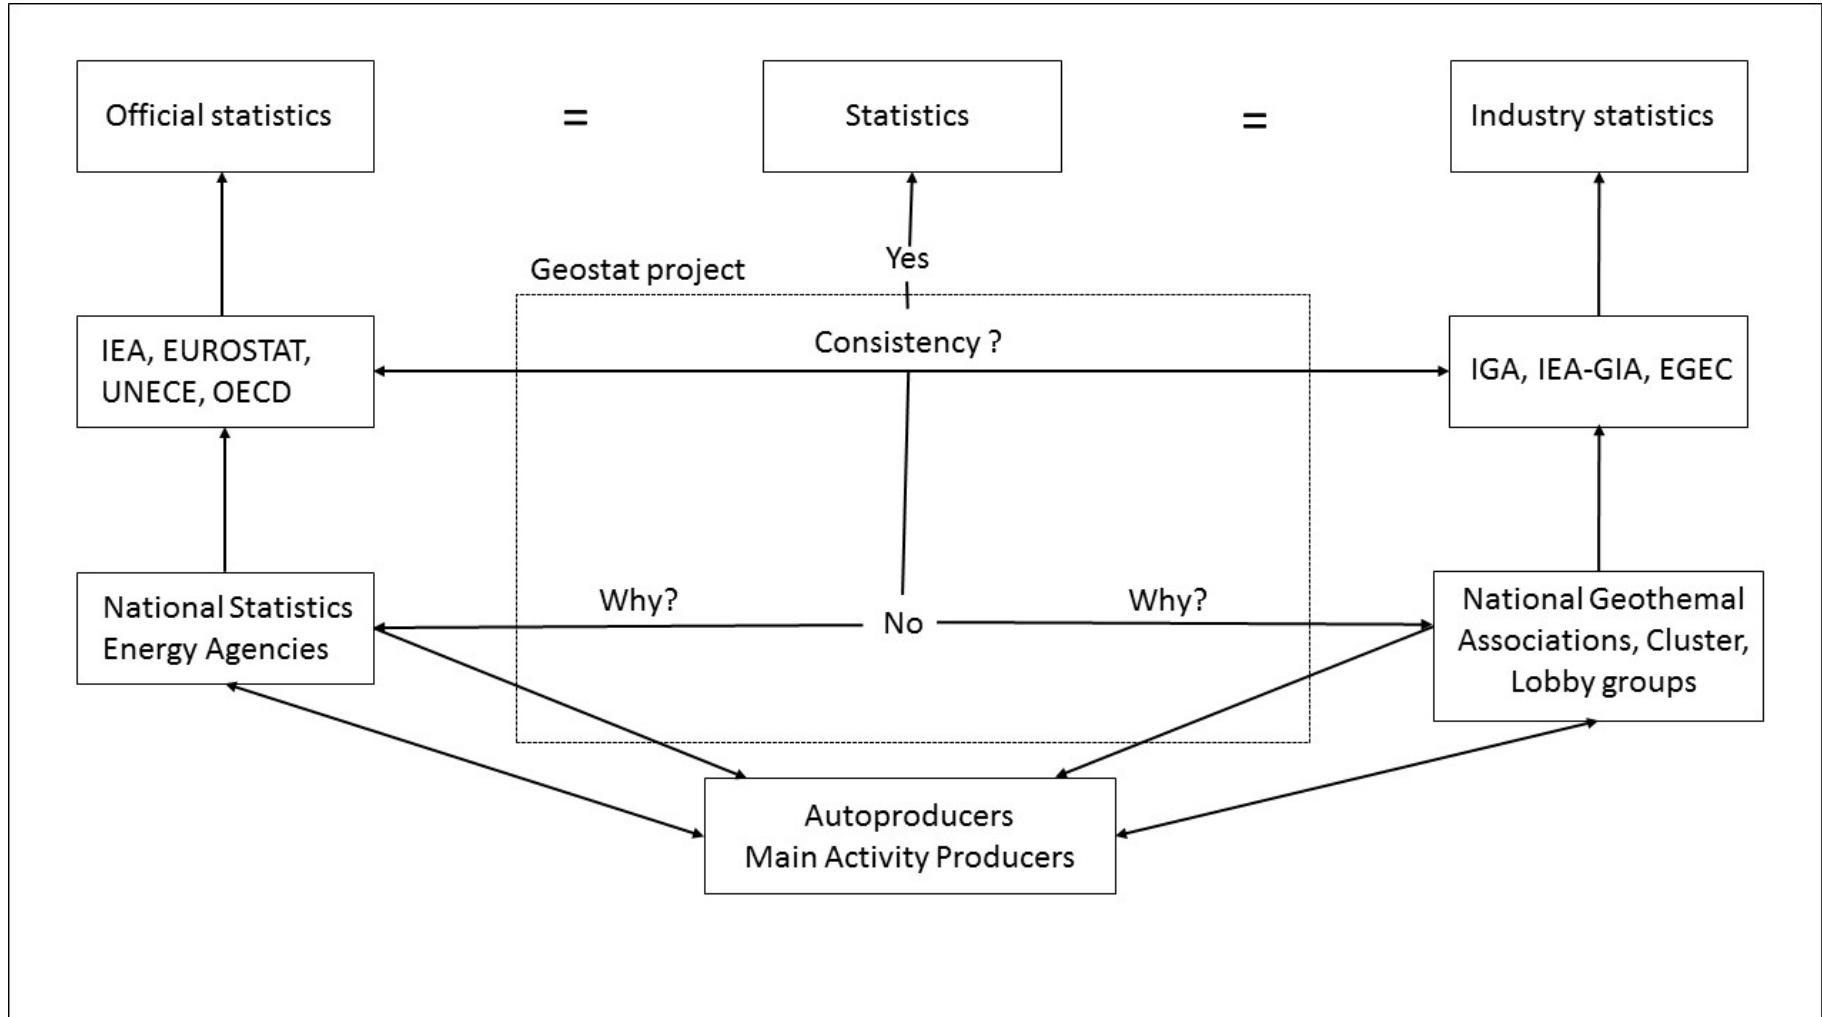 Official statistics
=
Statistics
=
Industry statistics
Yes
Geostat project
Consistency ?
IEA, EUROSTAT,
UNECE, OECD
IGA, IEA-GIA, EGEC
National Statistics
Energy Agencies
Why?
No
Why?
National Geothemal
Associations, Cluster,
Lobby groups
Autoproducers
Main Activity Producers